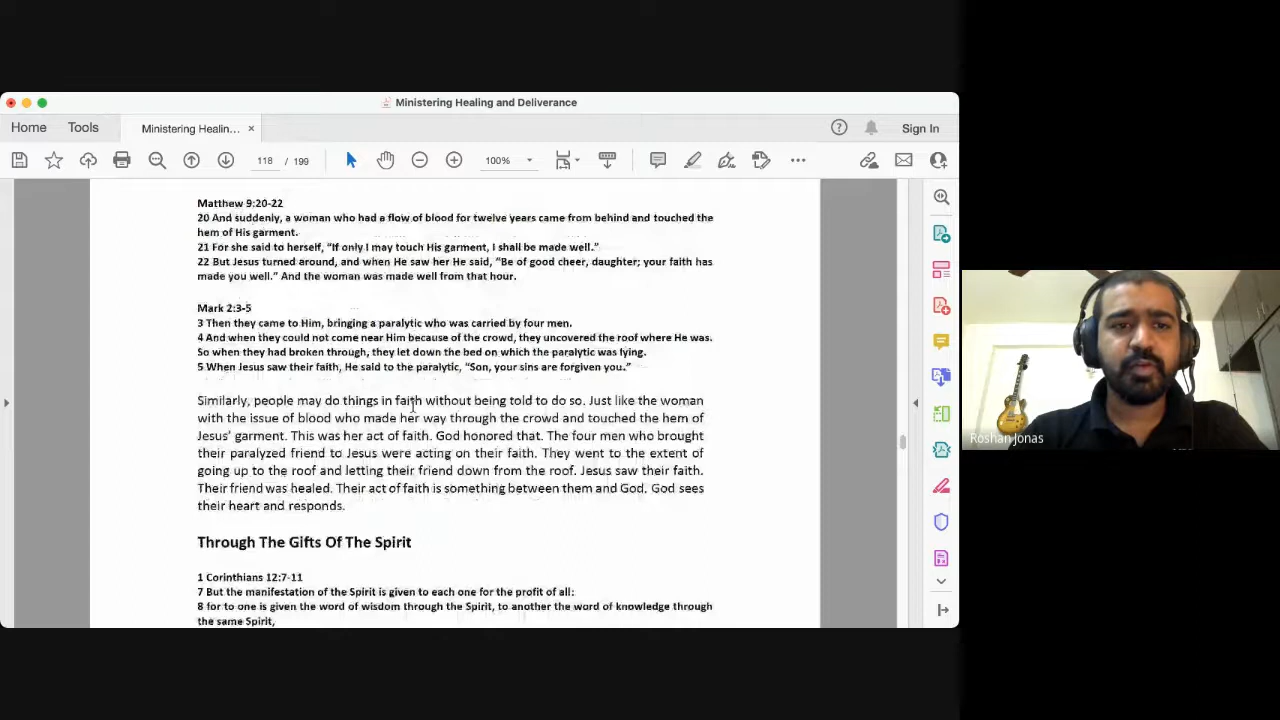 Ministering Healing and Deliverance
Home
Tools
Ministering Healin...
Sign In
118 / 199
100%
Matthew 9:20-22
20 And suddenly, a woman who had a flow of blood for twelve years came from behind and touched the
hem of His garment.
21 For she said to herself, “If only I may touch His garment, I shall be made well.”
22 But Jesus turned around, and when He saw her He said, “Be of good cheer, daughter; your faith has
made you well.” And the woman was made well from that hour.
Mark 2:3-5
3 Then they came to Him, bringing a paralytic who was carried by four men.
4 And when they could not come near Him because of the crowd, they uncovered the roof where He was.
So when they had broken through, they let down the bed on which the paralytic was lying.
5 When Jesus saw their faith, He said to the paralytic, “Son, your sins are forgiven you.”
Similarly, people may do things in faith without being told to do so. Just like the woman
with the issue of blood who made her way through the crowd and touched the hem of
Jesus’ garment. This was her act of faith. God honored that. The four men who brought
their paralyzed friend to Jesus were acting on their faith. They went to the extent of
going up to the roof and letting their friend down from the roof. Jesus saw their faith.
Their friend was healed. Their act of faith is something between them and God. God sees
their heart and responds.
Through The Gifts Of The Spirit
1 Corinthians 12:7-11
7 But the manifestation of the Spirit is given to each one for the profit of all:
8 for to one is given the word of wisdom through the Spirit, to another the word of knowledge through
the same Spirit,
Roshan Jonas